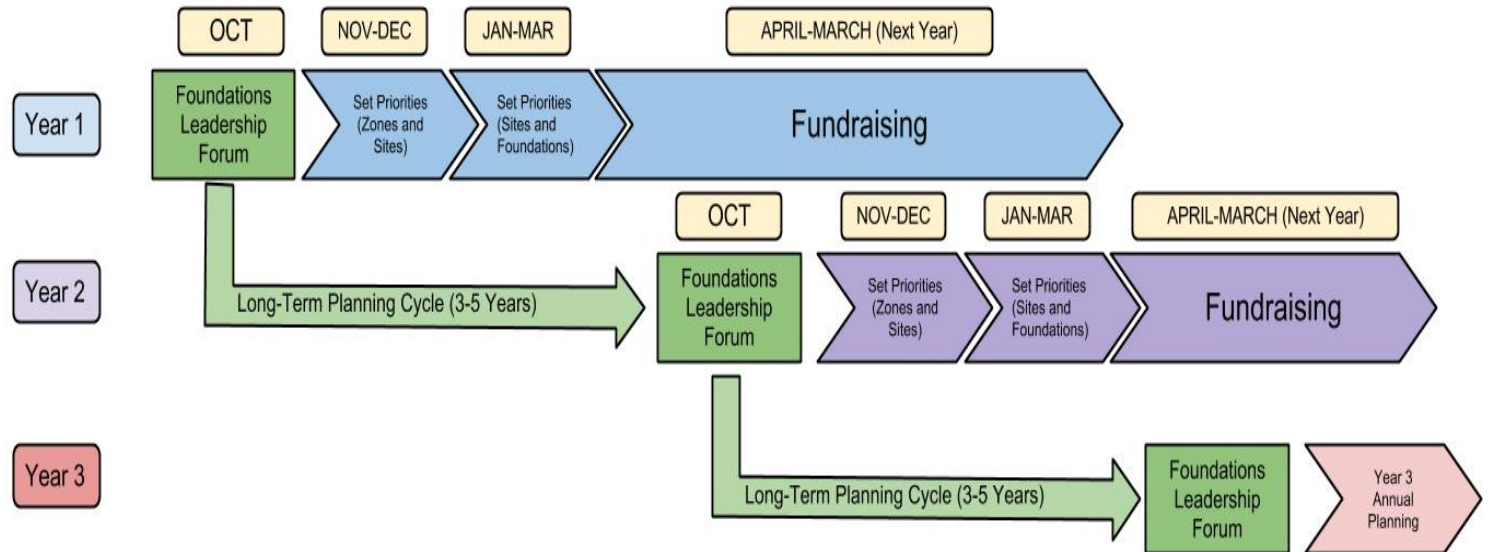 OCT
NOV-DEC
JAN-MAR
APRIL-MARCH (Next Year)
Year 1
Foundations
Leadership
Forum
Set Priorities
(Zones and
Sites)
Set Priorities
(Sites and
Foundations)
Fundraising
OCT
NOV-DEC
JAN-MAR
APRIL-MARCH (Next Year)
Year 2
Long-Term Planning Cycle (3-5 Years)
Foundations
Leadership
Forum
Set Priorities
(Zones and
Sites)
Set Priorities
(Sites and
Foundations)
Fundraising
Year 3
Long-Term Planning Cycle (3-5 Years)
Foundations
Leadership
Forum
Year 3
Annual
Planning